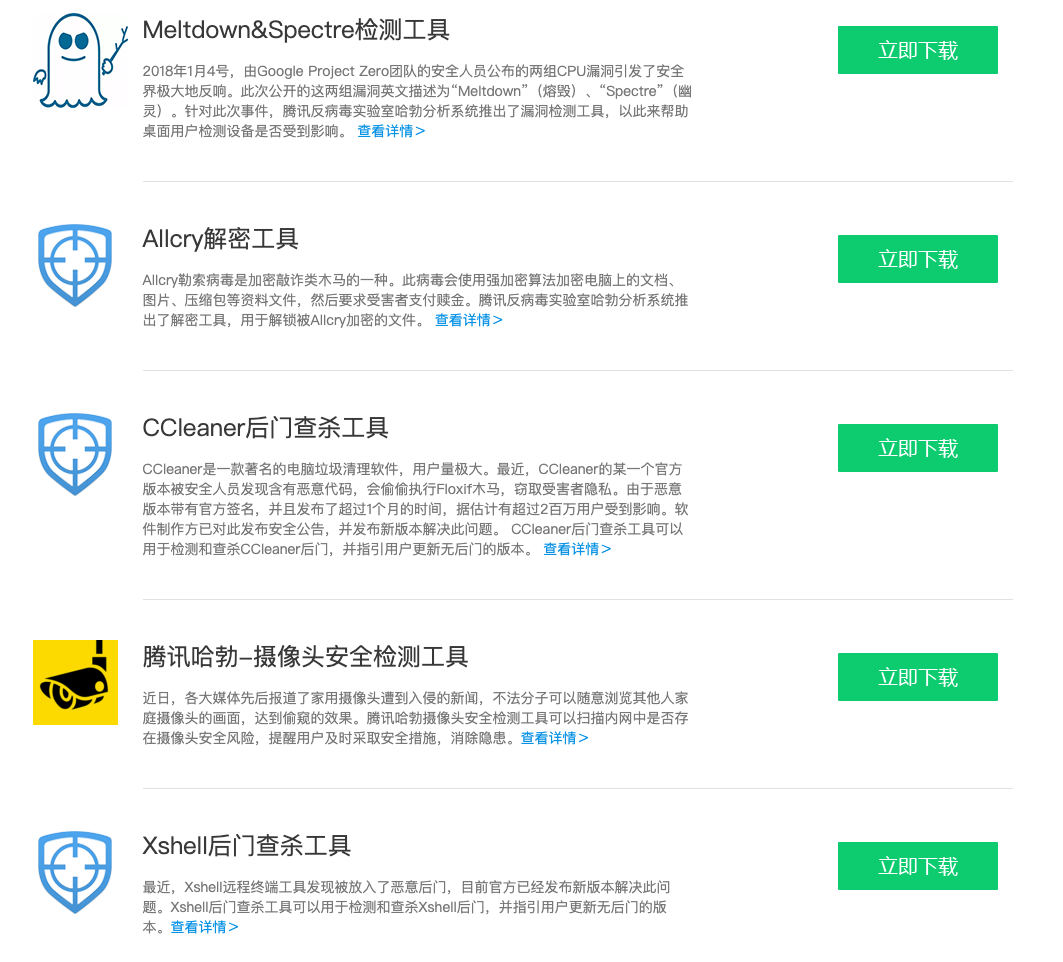 Meltdown&Spectre检测工具
立即下载
2018年1月4号，由Google Project Zero团队的安全人员公布的两组CPU漏洞引发了安全
界极大地反响。此次公开的这两组漏洞英文描述为“Meltdown”（熔毁）、“Spectre”（幽
灵）。针对此次事件，腾讯反病毒实验室哈勃分析系统推出了漏洞检测工具，以此来帮助
桌面用户检测设备是否受到影响。 查看详情>
Allcry解密工具
立即下载
Allcry勒索病毒是加密敲诈类木马的一种。此病毒会使用强加密算法加密电脑上的文档、
图片、压缩包等资料文件，然后要求受害者支付赎金。腾讯反病毒实验室哈勃分析系统推
出了解密工具，用于解锁被Allcry加密的文件。 查看详情>
CCleaner后门查杀工具
立即下载
CCleaner是一款著名的电脑垃圾清理软件，用户量极大。最近，CCleaner的某一个官方
版本被安全人员发现含有恶意代码，会偷偷执行Floxif木马，窃取受害者隐私。由于恶意
版本带有官方签名，并且发布了超过1个月的时间，据估计有超过2百万用户受到影响。软
件制作方已对此发布安全公告，并发布新版本解决此问题。 CCleaner后门查杀工具可以
用于检测和查杀CCleaner后门，并指引用户更新无后门的版本。 查看详情>
腾讯哈勃-摄像头安全检测工具
立即下载
近日，各大媒体先后报道了家用摄像头遭到入侵的新闻，不法分子可以随意浏览其他人家
庭摄像头的画面，达到偷窥的效果。腾讯哈勃摄像头安全检测工具可以扫描内网中是否存
在摄像头安全风险，提醒用户及时采取安全措施，消除隐患。查看详情>
Xshell后门查杀工具
立即下载
最近，Xshell远程终端工具发现被放入了恶意后门，目前官方已经发布新版本解决此问
题。Xshell后门查杀工具可以用于检测和查杀Xshell后门，并指引用户更新无后门的版
本。查看详情>